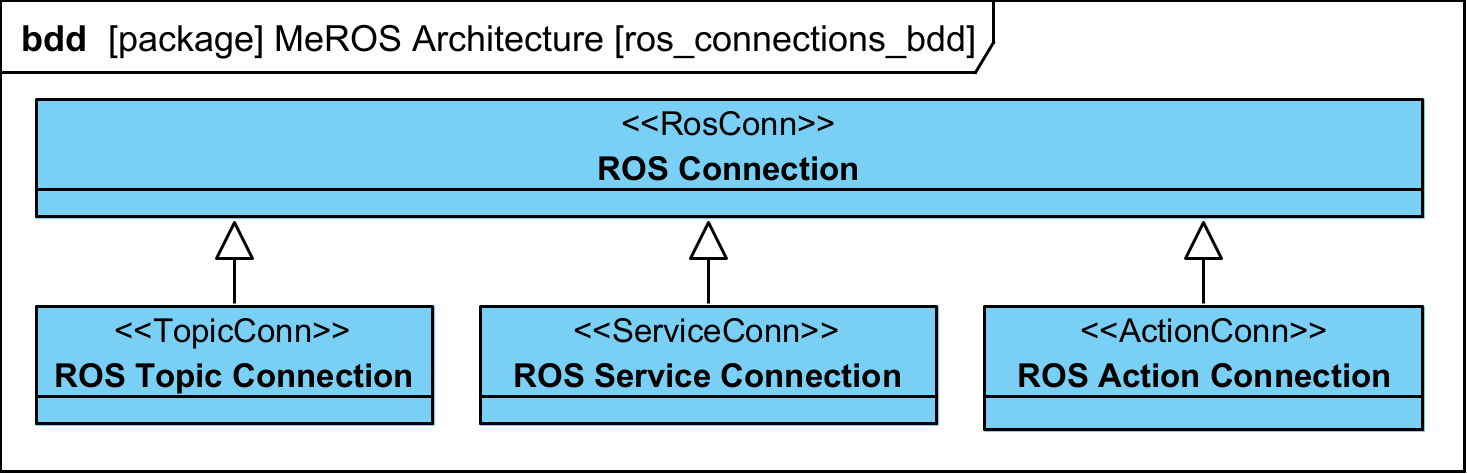 bdd [package] MeROS Architecture [ros_connections_bdd]
<<RosConn>>
ROS Connection
<<TopicConn>>
ROS Topic Connection
<<ServiceConn>>
ROS Service Connection
<<ActionConn>>
ROS Action Connection